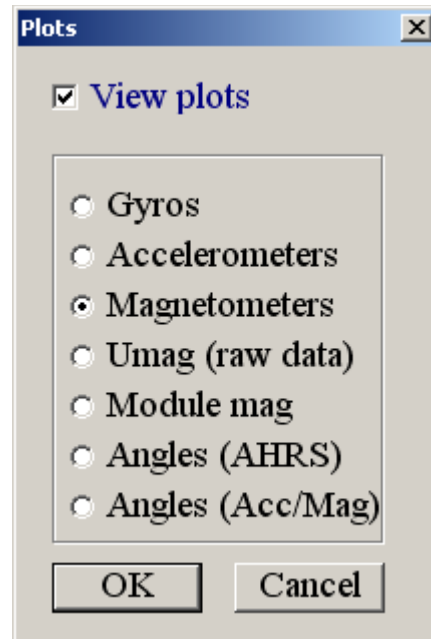 Plots
View plots
Gyros
Accelerometers
Magnetometers
Umag (raw data)
Module mag
Angles (AHRS)
Angles (Acc/Mag)
OK Cancel